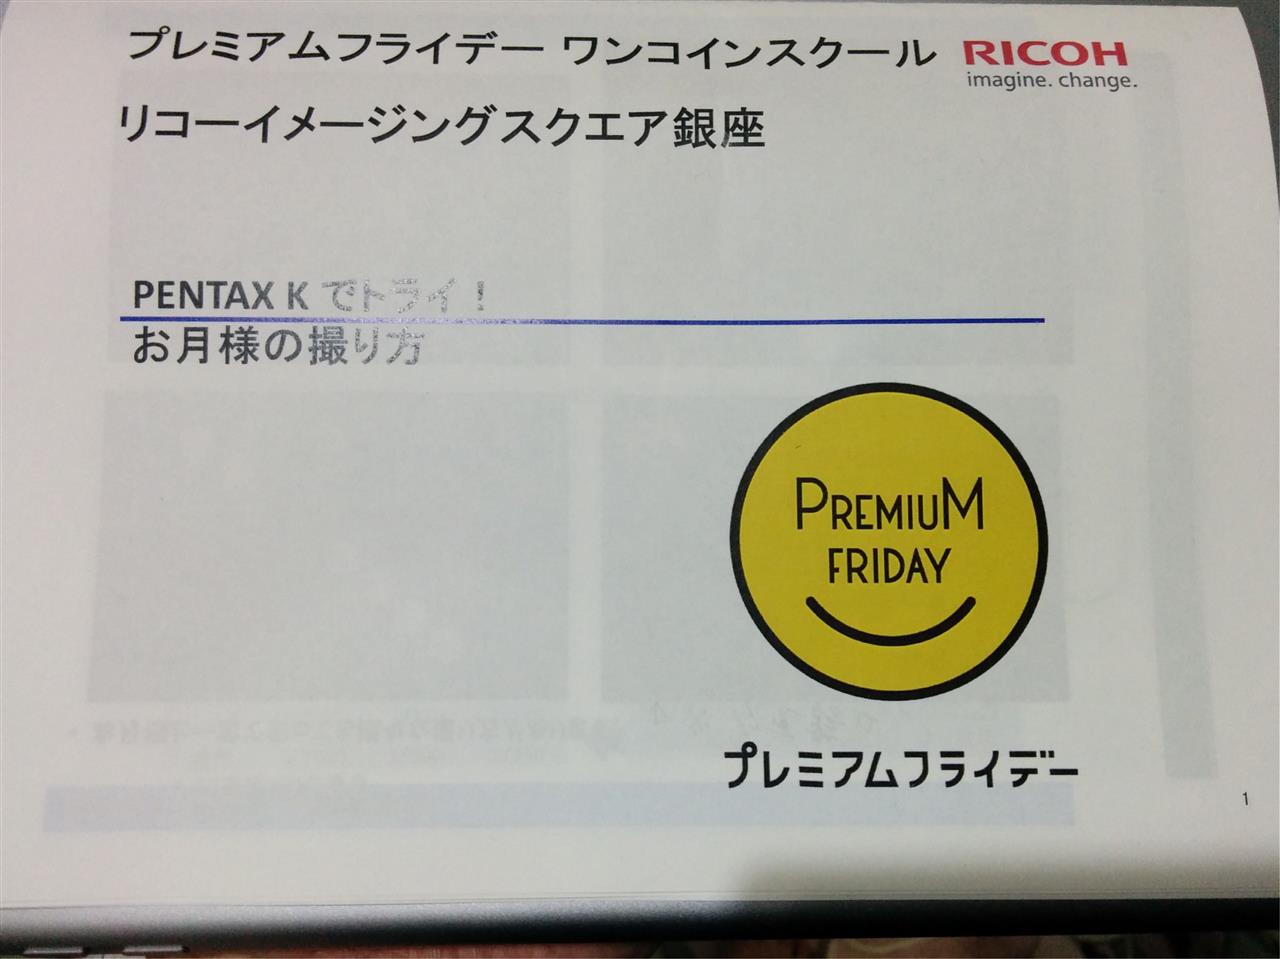 プレミアムフライデー ワンコインスクール
RICOH
imagine. change.
リコーイメージングスクエア銀座
PENTAX K でトライ！
お月様の撮り方
PREMIUM
FRIDAY
プレミアムフライデー
1